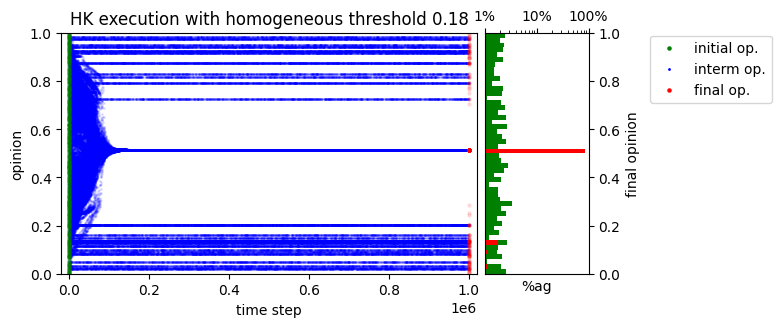 HK execution with homogeneous threshold 0.18
1% 10% 100%
1.0 1.0
0.8 0.8
0.6 0.6
0.4 0.4
0.2 0.2
0.0 0.0
opinion
final opinion
0.0 0.2 0.4 0.6 0.8 1.0
1e6
time step
%ag
initial op.
interm op.
final op.